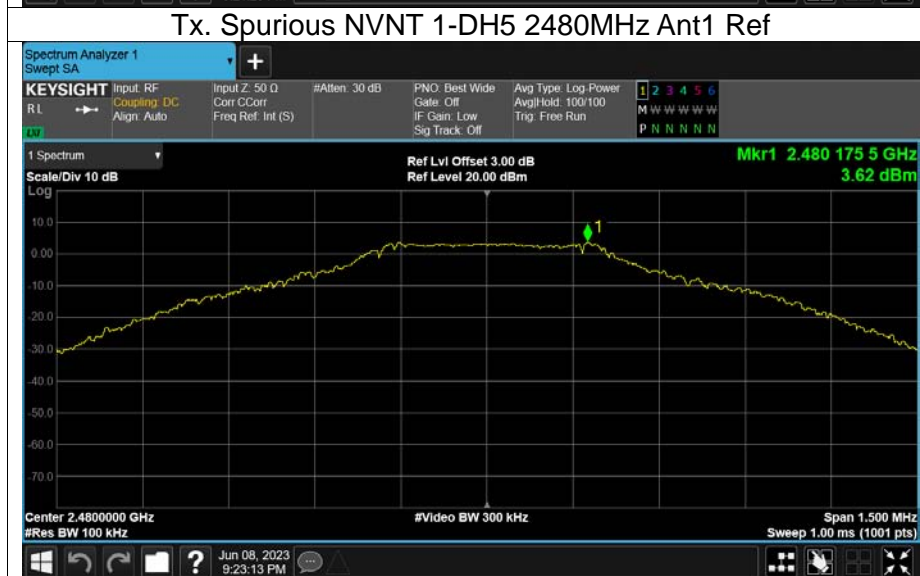 Tx. Spurious NVNT 1-DH5 2480MHz Ant1 Ref
Spectrum Analyzer 1
Swept SA
+
KEYSIGHT Input: RF Input Z: 50 Ω #Atten: 30 dB PNO: Best Wide Avg Type: Log-Power 1 2 3 4 5 6
RL Coupling: DC Corr CCorr Gate: Off Avg|Hold: 100/100 M W W W W W
Align: Auto Freq Ref: Int (S) IF Gain: Low Trig: Free Run
LXI Sig Track: Off P N N N N N
1 Spectrum Ref Lvl Offset 3.00 dB Mkr1 2.480 175 5 GHz
Scale/Div 10 dB Ref Level 20.00 dBm 3.62 dBm
Log
10.0
1
0.00
-10.0
-20.0
-30.0
-40.0
-50.0
-60.0
-70.0
Center 2.4800000 GHz #Video BW 300 kHz Span 1.500 MHz
#Res BW 100 kHz Sweep 1.00 ms (1001 pts)
? Jun 08, 2023
9:23:13 PM